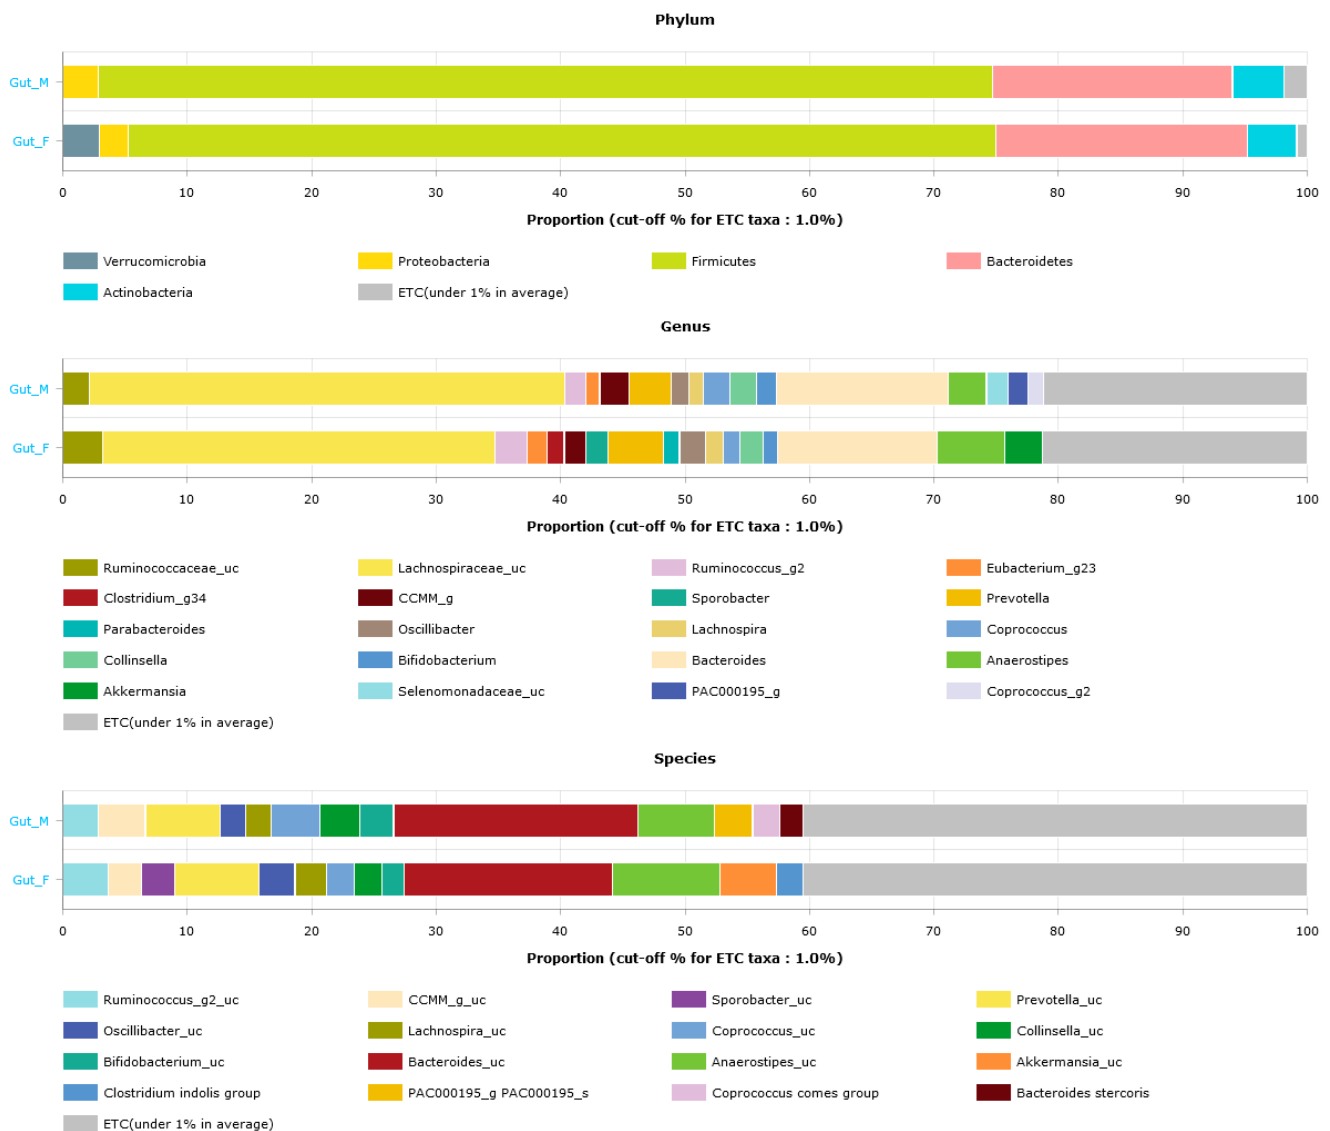 Phylum
Gut_M
Gut_F
0 10 20 30 40 50 60 70 80 90 100
Proportion (cut-off % for ETC taxa : 1.0%)
Verrucomicrobia Proteobacteria Firmicutes Bacteroidetes
Actinobacteria ETC(under 1% in average)
Genus
Gut_M
Gut_F
0 10 20 30 40 50 60 70 80 90 100
Proportion (cut-off % for ETC taxa : 1.0%)
Ruminococcaceae_uc Lachnospiraceae_uc Ruminococcus_g2 Eubacterium_g23
Clostridium_g34 CCMM_g Sporobacter Prevotella
Parabacteroides Oscillibacter Lachnospira Coprococcus
Collinsella Bifidobacterium Bacteroides Anaerostipes
Akkermansia Selenomonadaceae_uc PAC000195_g Coprococcus_g2
ETC(under 1% in average)
Species
Gut_M
Gut_F
0 10 20 30 40 50 60 70 80 90 100
Proportion (cut-off % for ETC taxa : 1.0%)
Ruminococcus_g2_uc CCMM_g_uc Sporobacter_uc Prevotella_uc
Oscillibacter_uc Lachnospira_uc Coprococcus_uc Collinsella_uc
Bifidobacterium_uc Bacteroides_uc Anaerostipes_uc Akkermansia_uc
Clostridium indolis group PAC000195_g PAC000195_s Coprococcus comes group Bacteroides stercoris
ETC(under 1% in average)